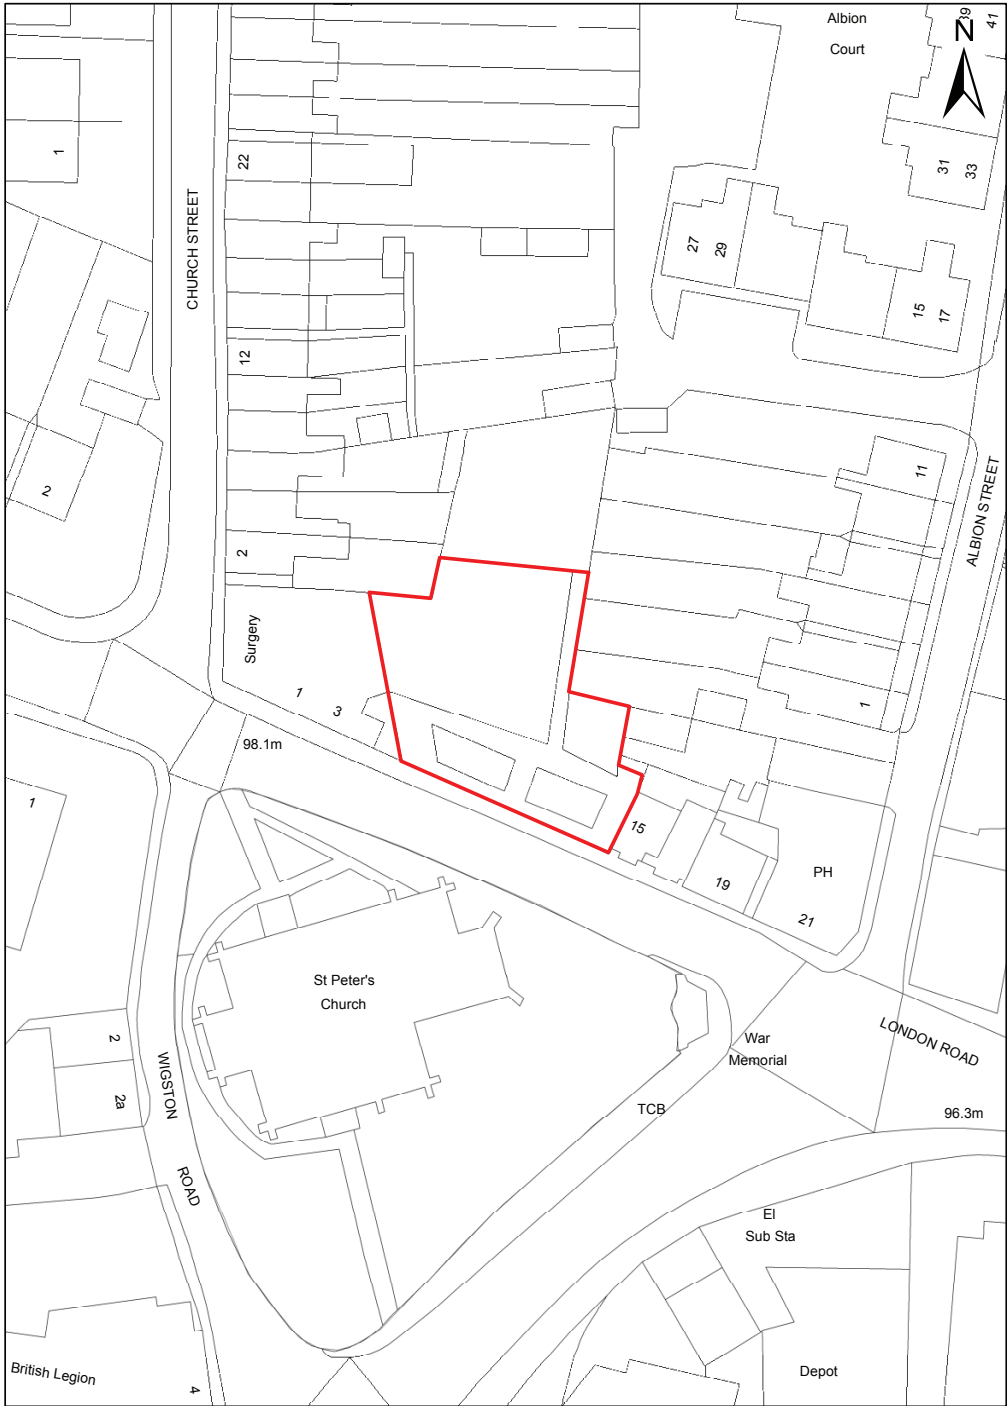 Albion
Court
39
41
N
1
22
31
33
CHURCH STREET
27
29
15
17
12
2
11
ALBION STREET
2
Surgery
1
3
1
98.1m
1
15
19
PH
21
St Peter's
Church
War
Memorial
LONDON ROAD
2
2a
WIGSTON
ROAD
TCB
96.3m
El
Sub Sta
British Legion
4
Depot